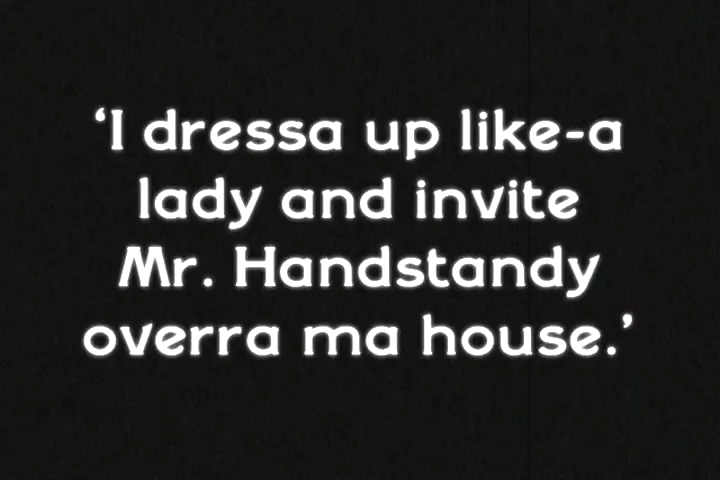 ‘I dressa up like-a
lady and invite
Mr. Handstandy
overra ma house.’